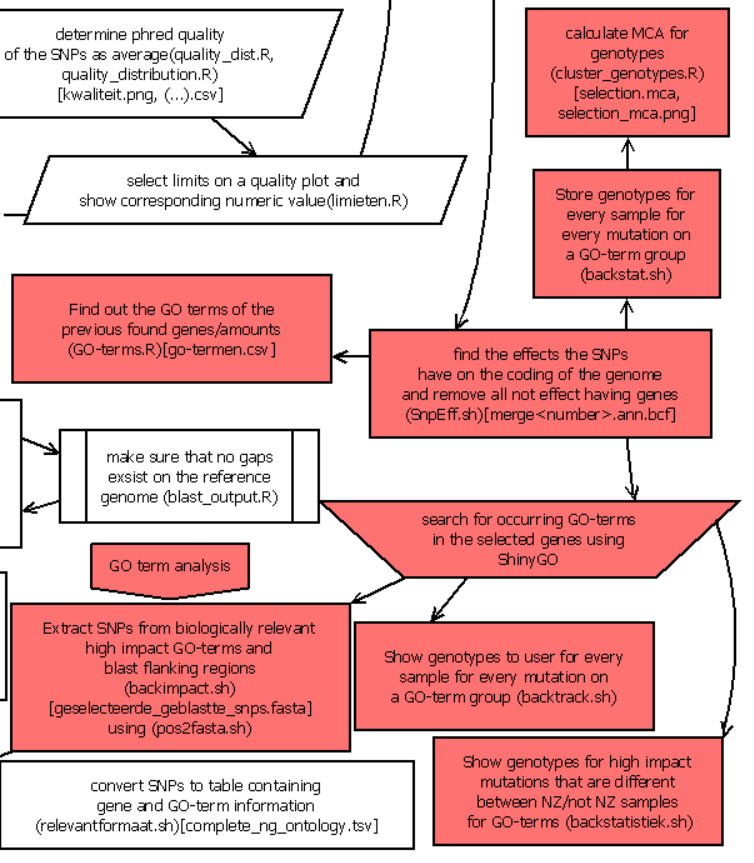 determine phred quality
of the SNPs as average(quality_dist.R,
quality_distribution.R)
[kwaliteit.png, (...).csv]
select limits on a quality plot and
show corresponding numeric value(limieten.R)
calculate MCA for
genotypes
(cluster_genotypes.R)
[selection.mca,
selection_mca.png]
Store genotypes for
every sample for
every mutation on
a GO-term group
(backstat.sh)
Find out the GO terms of the
previous found genes/amounts
(GO-terms.R)[go-termen.csv]
find the effects the SNPs
have on the coding of the genome
and remove all not effect having genes
(SnpEff.sh)[merge<number>.ann.bcf]
make sure that no gaps
exsist on the reference
genome (blast_output.R)
search for occurring GO-terms
in the selected genes using
ShinyGO
GO term analysis
Extract SNPs from biologically relevant
high impact GO-terms and
blast flanking regions
(backimpact.sh)
[geselecteerde_geblastte_snps.fasta]
using (pos2fasta.sh)
Show genotypes to user for every
sample for every mutation on
a GO-term group (backtrack.sh)
Show genotypes for high impact
mutations that are different
between NZ/not NZ samples
for GO-terms (backstatistiek.sh)
convert SNPs to table containing
gene and GO-term information
(relevantformaat.sh)[complete_ng_ontology.tsv]